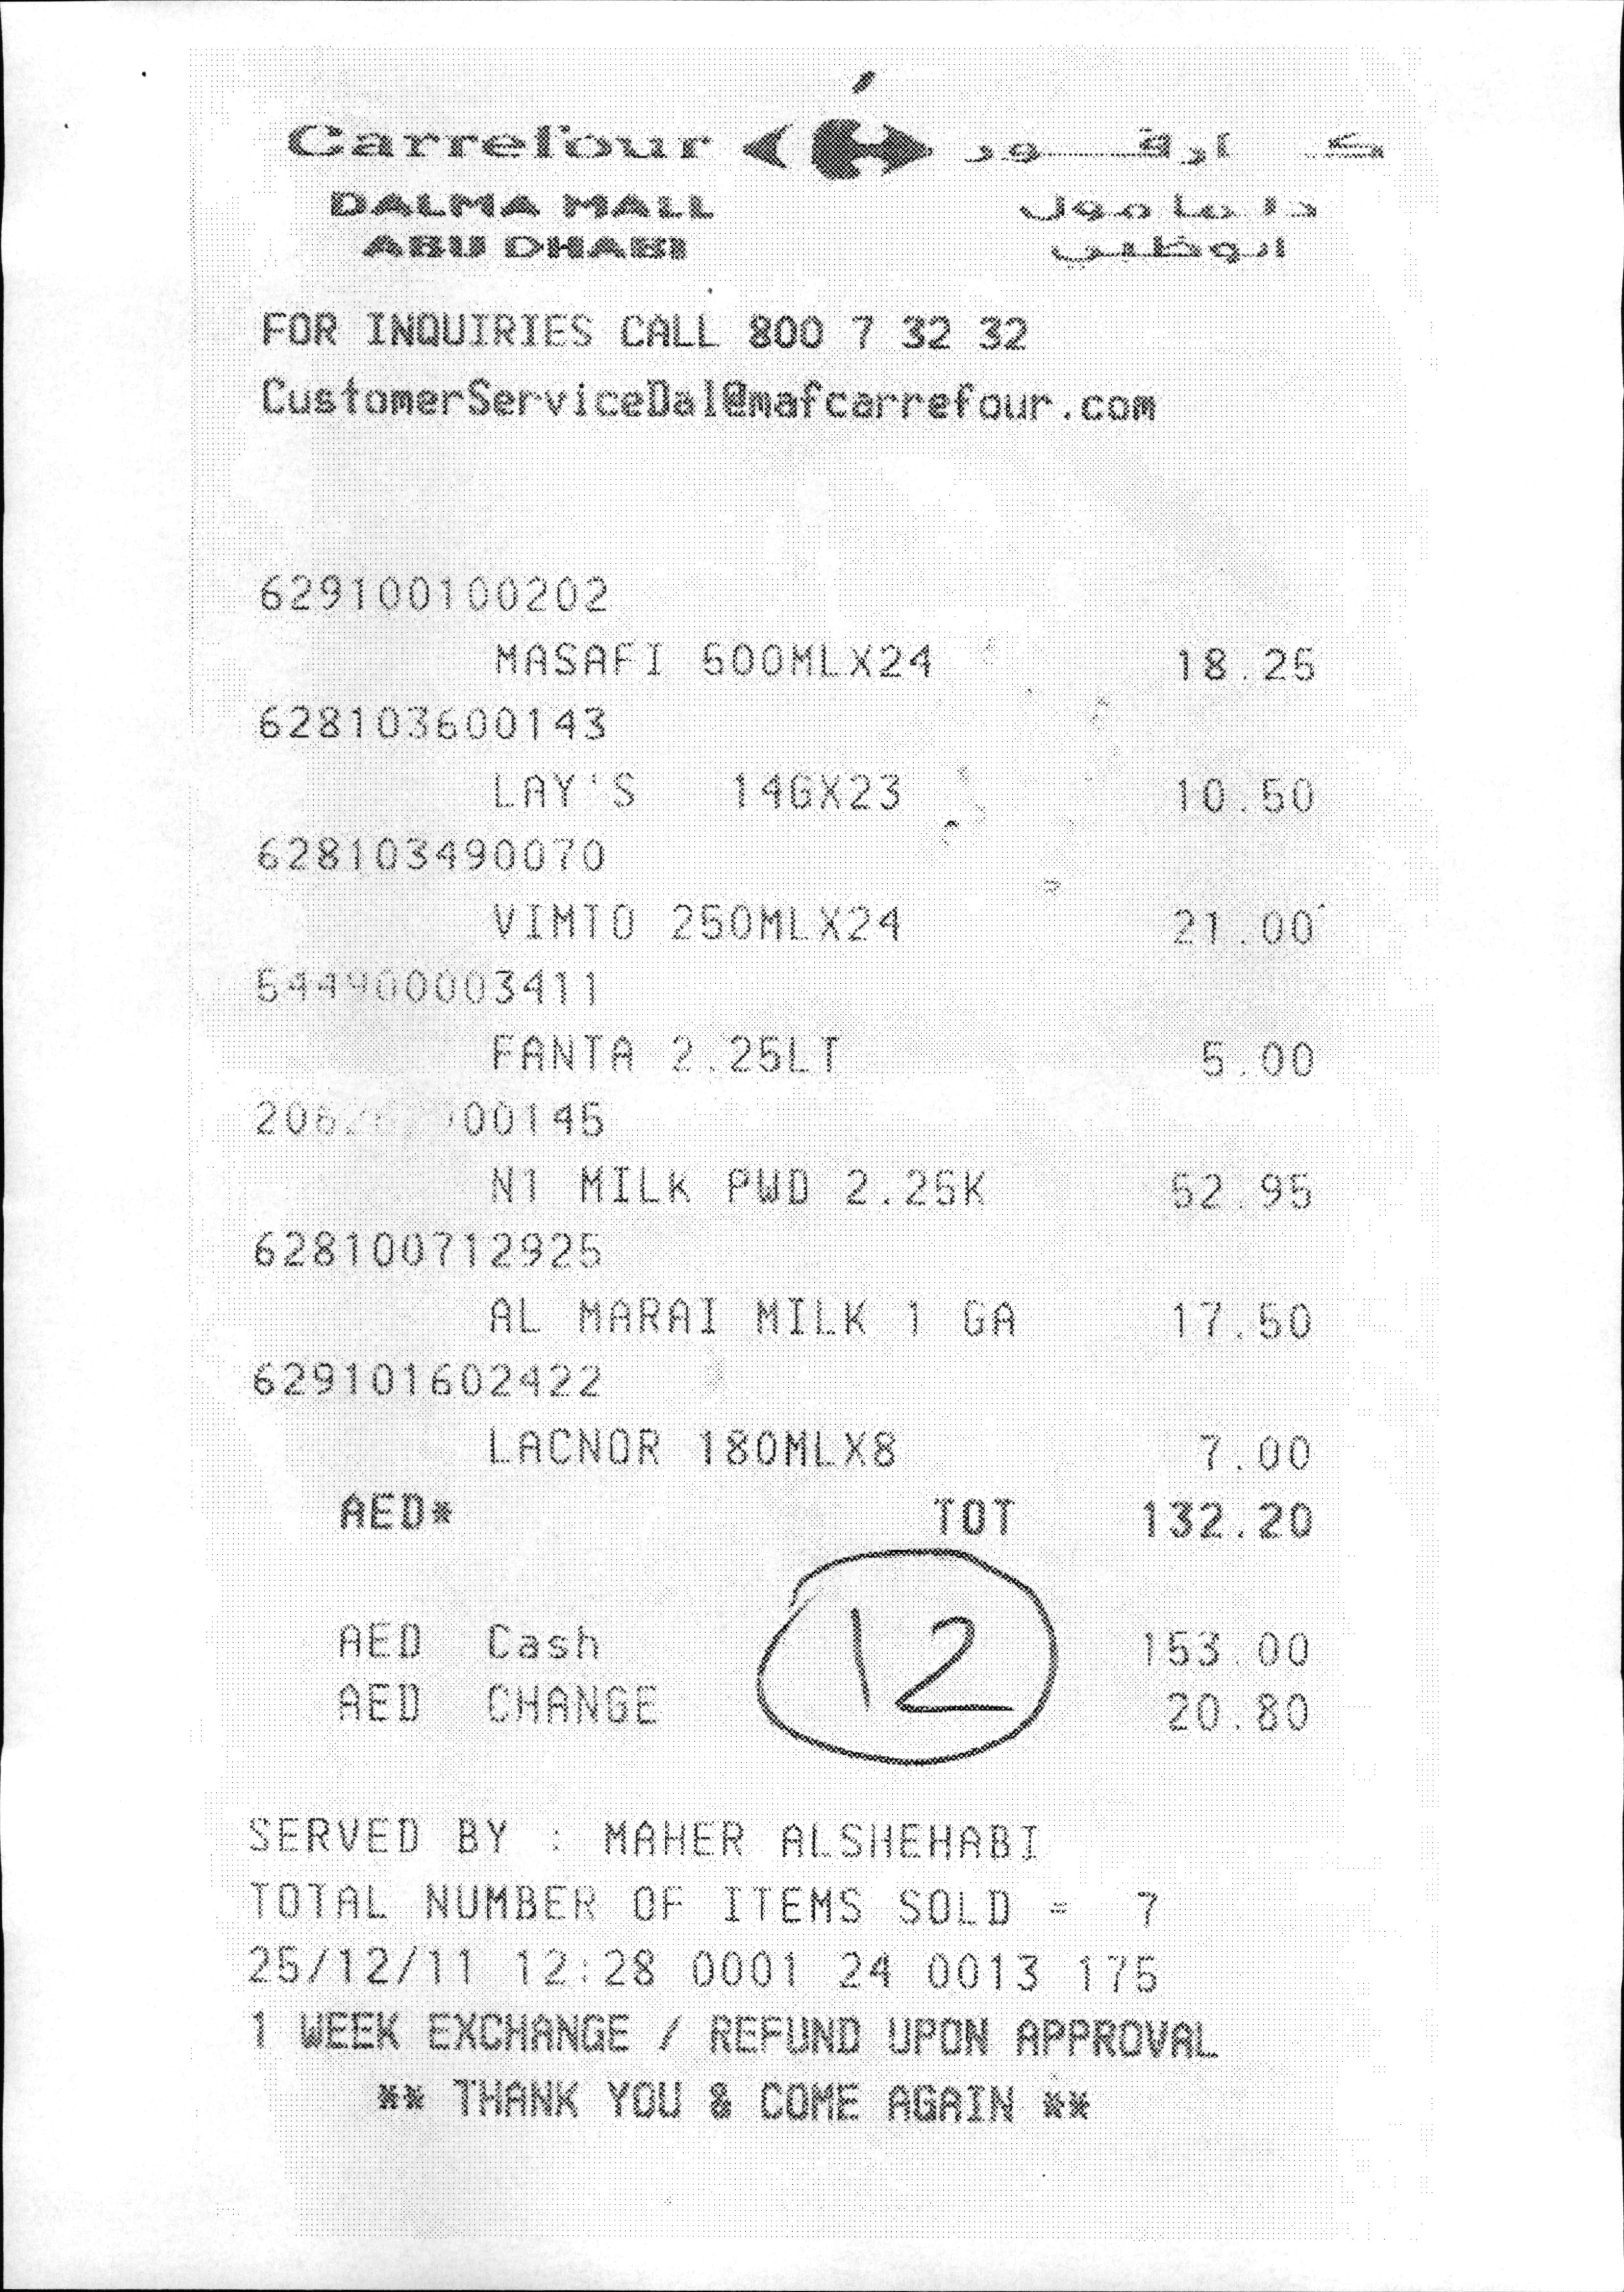 Carrefour كارفور
DALMA MALL دلما مول
ABU DHABI ابوظبي
FOR INQUIRIES CALL 800 7 32 32
CustomerServiceDal@mafcarrefour.com
629100100202
MASAFI 500MLX24 18.25
628103600143
LAY'S 14GX23 10.50
628103490070
VIMTO 250MLX24 21.00
544900003411
FANTA 2.25LT 5.00
N1 MILK PWD 2.25K 52.95
628100712925
AL MARAI MILK 1 GA 17.50
629101602422
LACNOR 180MLX8 7.00
AED* TOT 132.20
12
AED Cash 153.00
AED CHANGE 20.80
SERVED BY : MAHER ALSHEHABI
TOTAL NUMBER OF ITEMS SOLD = 7
25/12/11 12:28 0001 24 0013 175
1 WEEK EXCHANGE / REFUND UPON APPROVAL
** THANK YOU & COME AGAIN **